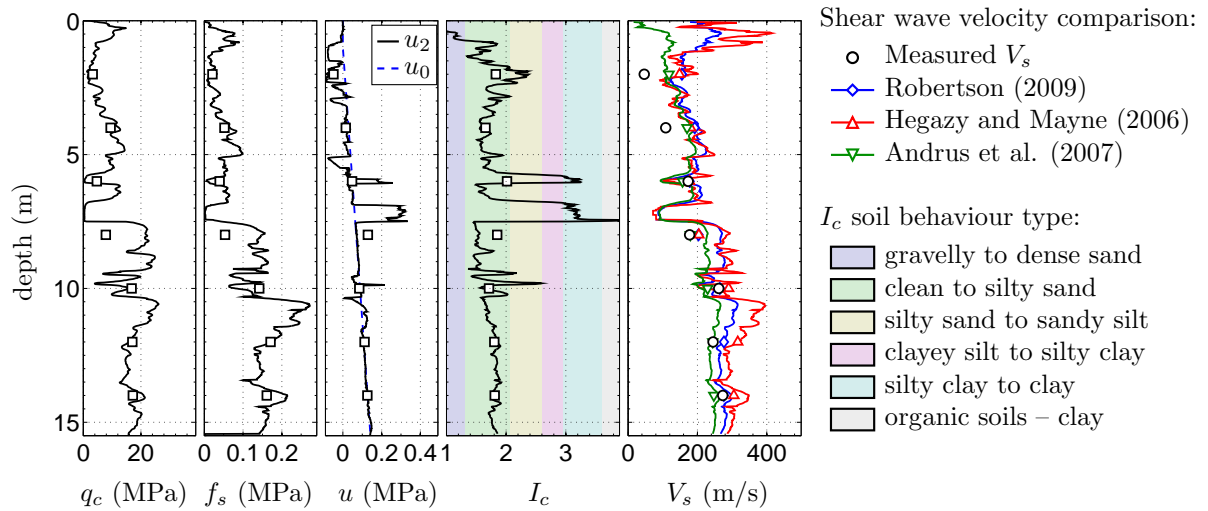 0
5
10
15
depth (m)
0 20
q_c (MPa)
0 0.2
f_s (MPa)
u_2
u_0
0 0.2 0.4
u (MPa)
1 2 3
I_c
0 200 400
V_s (m/s)
Shear wave velocity comparison:
Measured V_s
Robertson (2009)
Hegazy and Mayne (2006)
Andrus et al. (2007)
I_c soil behaviour type:
gravelly to dense sand
clean to silty sand
silty sand to sandy silt
clayey silt to silty clay
silty clay to clay
organic soils – clay